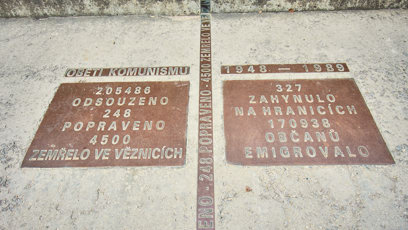 OBĚTI KOMUNISMU 1948 — 1989
205486
ODSOUZENO
248
POPRAVENO
4500
ZEMŘELO VE VĚZNICÍCH
327
ZAHYNULO
NA HRANICÍCH
170938
OBČANŮ
EMIGROVALO
ENO - 248 POPRAVENO - 4500 ZEMŘELO VE VĚ